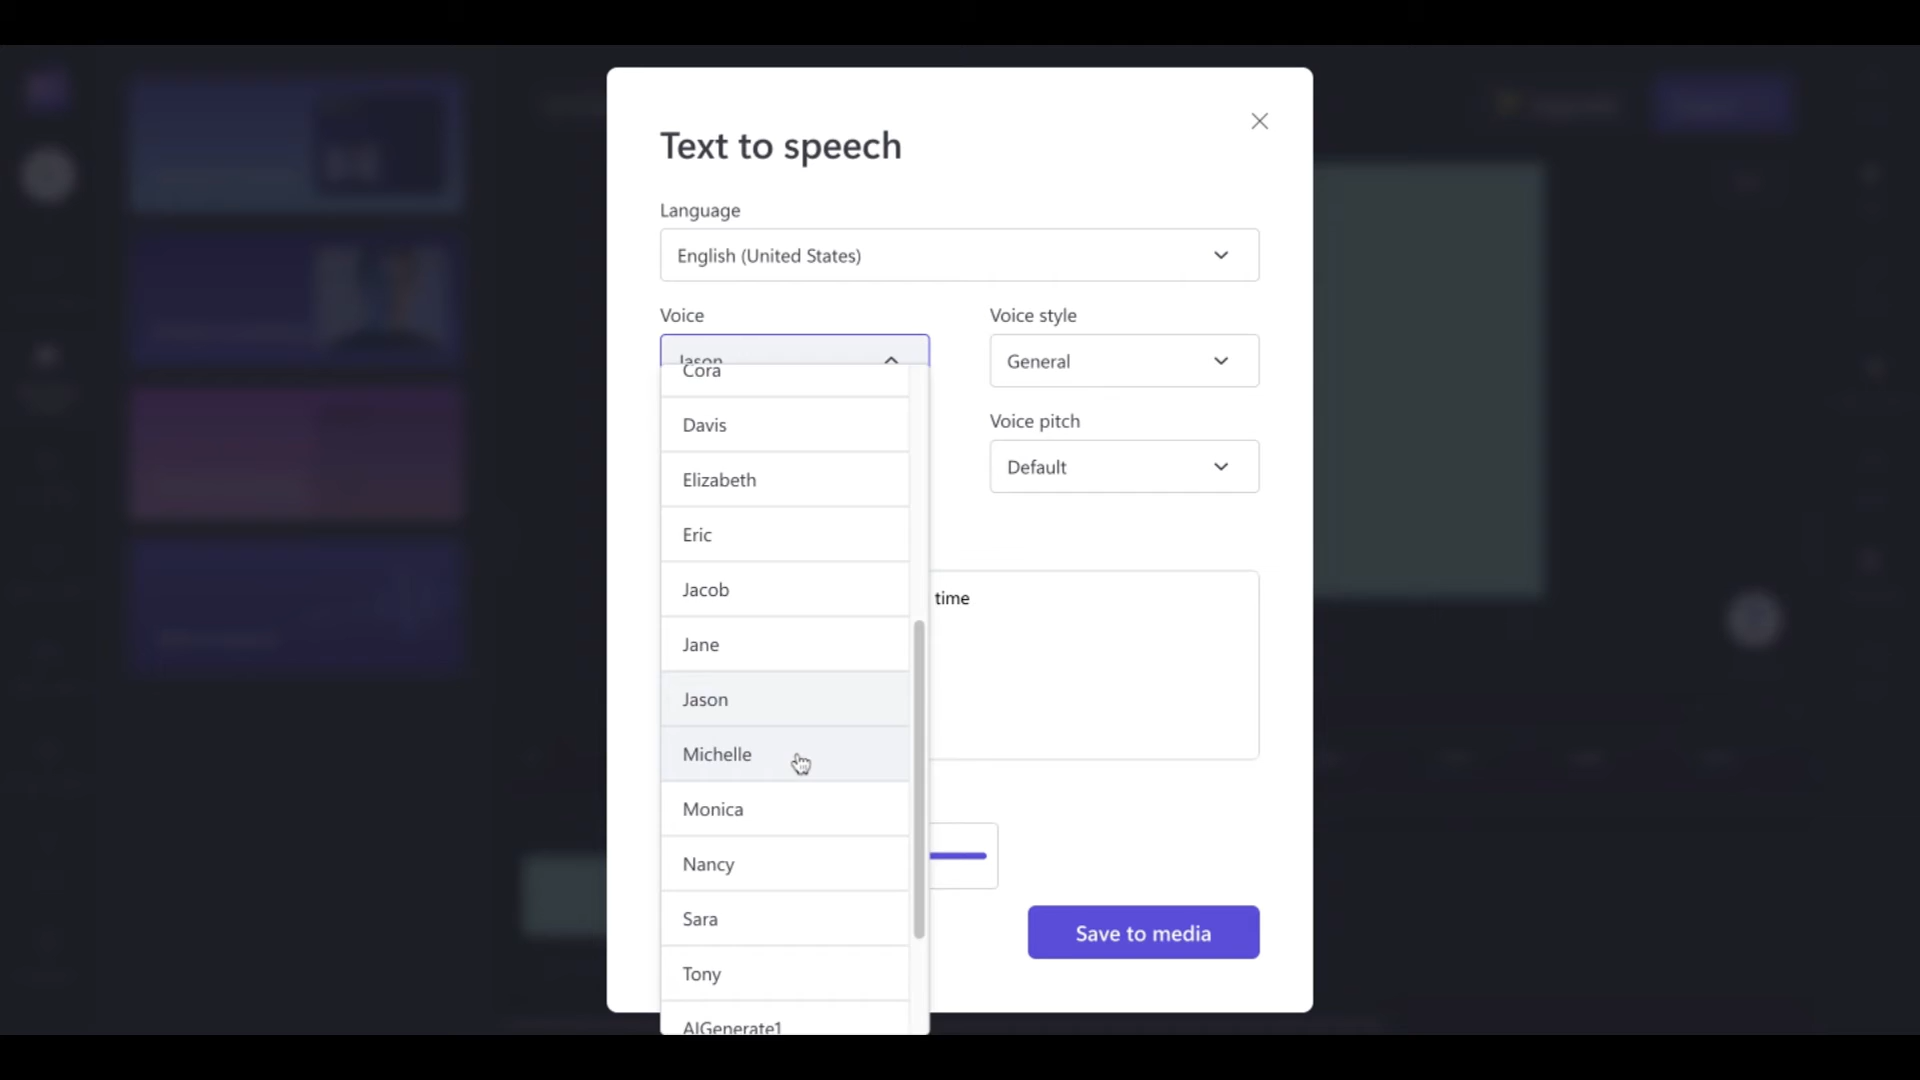 Text to speech
Language
English (United States)
Voice
Voice style
Jason
General
Cora
Davis
Voice pitch
Default
Elizabeth
Eric
Jacob
time
Jane
Jason
Michelle
Monica
Nancy
Sara
Save to media
Tony
AIGenerate1